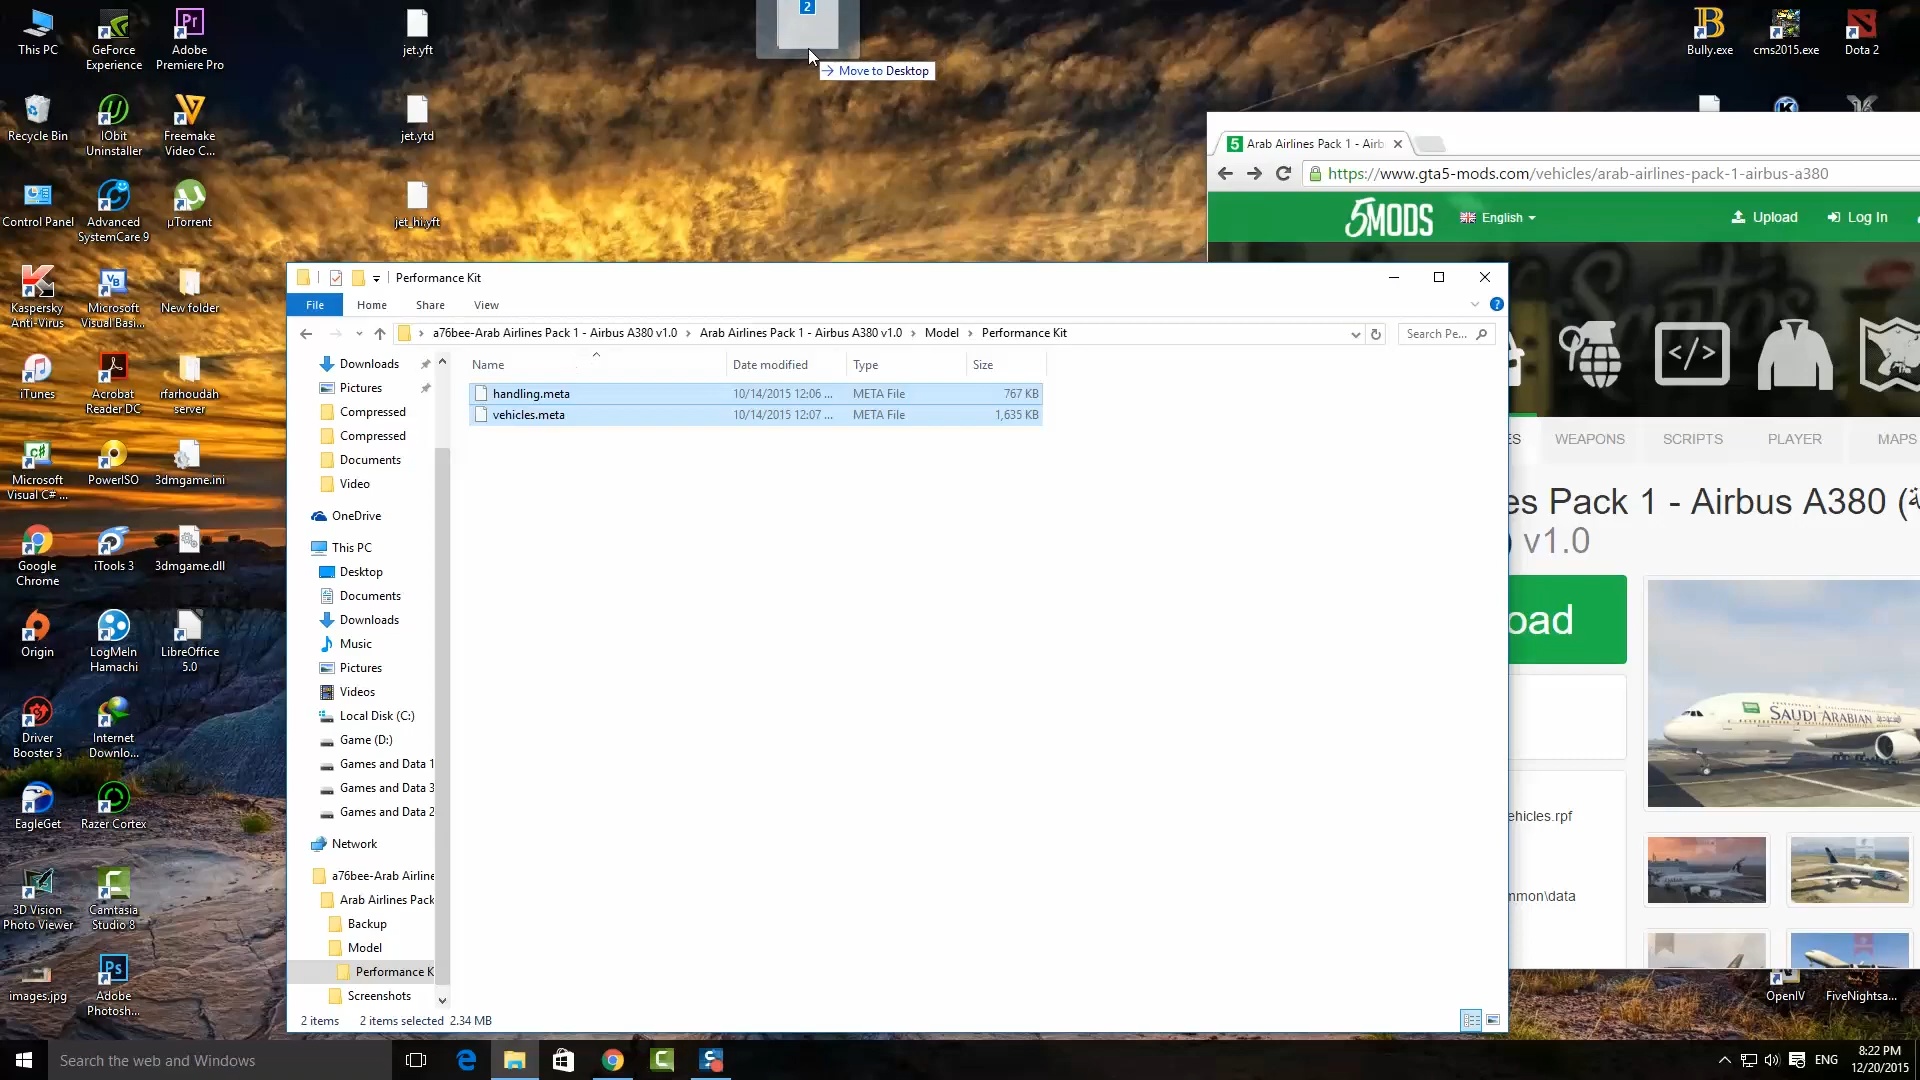 This PC
GeForce
Experience
Adobe
Premiere Pro
jet.yft
2
Move to Desktop
Bully.exe
cms2015.exe
Dota 2
Recycle Bin
IObit
Uninstaller
Freemake
Video C...
jet.ytd
Control Panel
Advanced
SystemCare 9
µTorrent
jet_hi.yft
Arab Airlines Pack 1 - Airb
https://www.gta5-mods.com/vehicles/arab-airlines-pack-1-airbus-a380
5MODS
English
Upload
Log In
Kaspersky
Anti-Virus
Microsoft
Visual Basi...
New folder
iTunes
Acrobat
Reader DC
rfarhoudah
server
Microsoft
Visual C# ...
PowerISO
3dmgame.ini
Google
Chrome
iTools 3
3dmgame.dll
Origin
LogMeIn
Hamachi
LibreOffice
5.0
Driver
Booster 3
Internet
Downlo...
EagleGet
Razer Cortex
3D Vision
Photo Viewer
Camtasia
Studio 8
images.jpg
Adobe
Photosh...
Performance Kit
File
Home
Share
View
a76bee-Arab Airlines Pack 1 - Airbus A380 v1.0
Arab Airlines Pack 1 - Airbus A380 v1.0
Model
Performance Kit
Search Pe...
Downloads
Pictures
Compressed
Compressed
Documents
Video
OneDrive
This PC
Desktop
Documents
Downloads
Music
Pictures
Videos
Local Disk (C:)
Game (D:)
Games and Data 1
Games and Data 3
Games and Data 2
Network
a76bee-Arab Airline
Arab Airlines Pack
Backup
Model
Performance K
Screenshots
Name
Date modified
Type
Size
handling.meta
10/14/2015 12:06 ...
META File
767 KB
vehicles.meta
10/14/2015 12:07 ...
META File
1,635 KB
2 items
2 items selected
2.34 MB
ES
WEAPONS
SCRIPTS
PLAYER
MAPS
es Pack 1 - Airbus A380 (
v1.0
oad
SAUDI ARABIAN
ehicles.rpf
mmon\data
OpenIV
FiveNightsa...
Search the web and Windows
ENG
8:22 PM
12/20/2015